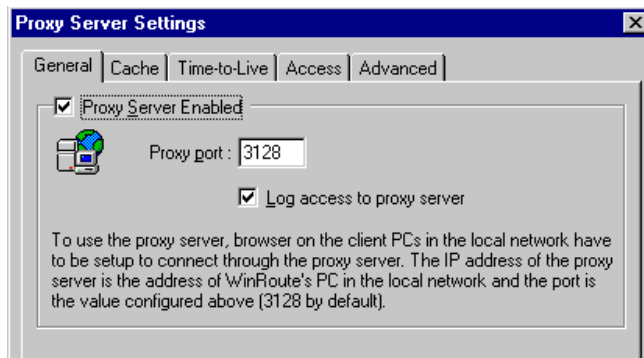 Proxy Server Settings
General Cache Time-to-Live Access Advanced
Proxy Server Enabled
Proxy port : 3128
Log access to proxy server
To use the proxy server, browser on the client PCs in the local network have
to be setup to connect through the proxy server. The IP address of the proxy
server is the address of WinRoute's PC in the local network and the port is
the value configured above (3128 by default).